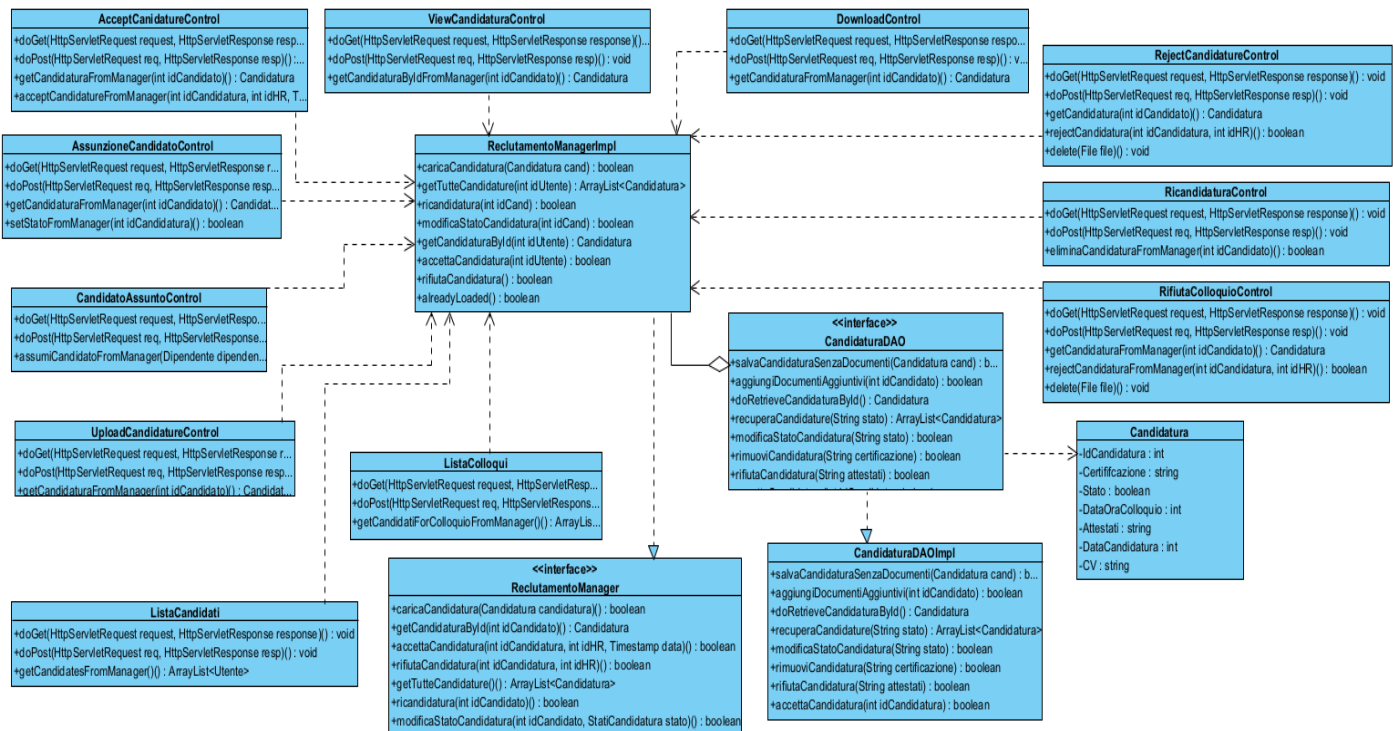 AcceptCanidatureControl
+doGet(HttpServletRequest request, HttpServletResponse resp...
+doPost(HttpServletRequest req, HttpServletResponse resp)() :...
+getCandidaturaFromManager(int idCandidato)() : Candidatura
+acceptCandidatureFromManager(int idCandidatura, int idHR, T...
ViewCandidaturaControl
+doGet(HttpServletRequest request, HttpServletResponse response)()...
+doPost(HttpServletRequest req, HttpServletResponse resp)() : void
+getCandidaturaByIdFromManager(int idCandidato)() : Candidatura
DownloadControl
+doGet(HttpServletRequest request, HttpServletResponse respo...
+doPost(HttpServletRequest req, HttpServletResponse resp)() : v...
+getCandidaturaFromManager(int idCandidato)() : Candidatura
RejectCandidatureControl
+doGet(HttpServletRequest request, HttpServletResponse response)() : void
+doPost(HttpServletRequest req, HttpServletResponse resp)() : void
+getCandidatura(int idCandidato)() : Candidatura
+rejectCandidatura(int idCandidatura, int idHR)() : boolean
+delete(File file)() : void
AssunzioneCandidatoControl
+doGet(HttpServletRequest request, HttpServletResponse r...
+doPost(HttpServletRequest req, HttpServletResponse resp...
+getCandidaturaFromManager(int idCandidato)() : Candidat...
+setStatoFromManager(int idCandidatura)() : boolean
ReclutamentoManagerImpl
+caricaCandidatura(Candidatura cand) : boolean
+getTutteCandidature(int idUtente) : ArrayList<Candidatura>
+ricandidatura(int idCand) : boolean
+modificaStatoCandidatura(int idCand) : boolean
+getCandidaturaById(int idUtente) : Candidatura
+accettaCandidatura(int idUtente) : boolean
+rifiutaCandidatura() : boolean
+alreadyLoaded() : boolean
RicandidaturaControl
+doGet(HttpServletRequest request, HttpServletResponse response)() : void
+doPost(HttpServletRequest req, HttpServletResponse resp)() : void
+eliminaCandidaturaFromManager(int idCandidato)() : boolean
CandidatoAssuntoControl
+doGet(HttpServletRequest request, HttpServletRespo...
+doPost(HttpServletRequest req, HttpServletResponse...
+assumiCandidatoFromManager(Dipendente dipenden...
RifiutaColloquioControl
+doGet(HttpServletRequest request, HttpServletResponse response)() : void
+doPost(HttpServletRequest req, HttpServletResponse resp)() : void
+getCandidaturaFromManager(int idCandidato)() : Candidatura
+rejectCandidaturaFromManager(int idCandidatura, int idHR)() : boolean
+delete(File file)() : void
<<interface>>
CandidaturaDAO
+salvaCandidaturaSenzaDocumenti(Candidatura cand) : b...
+aggiungiDocumentiAggiuntivi(int idCandidato) : boolean
+doRetrieveCandidaturaById() : Candidatura
+recuperaCandidature(String stato) : ArrayList<Candidatura>
+modificaStatoCandidatura(String stato) : boolean
+rimuoviCandidatura(String certificazione) : boolean
+rifiutaCandidatura(String attestati) : boolean
UploadCandidatureControl
+doGet(HttpServletRequest request, HttpServletResponse r...
+doPost(HttpServletRequest req, HttpServletResponse resp...
+getCandidaturaFromManager(int idCandidato)() : Candidat...
ListaColloqui
+doGet(HttpServletRequest request, HttpServletResp...
+doPost(HttpServletRequest req, HttpServletRespons...
+getCandidatiForColloquioFromManager()() : ArrayLis...
Candidatura
-IdCandidatura : int
-Certififcazione : string
-Stato : boolean
-DataOraColloquio : int
-Attestati : string
-DataCandidatura : int
-CV : string
<<interface>>
ReclutamentoManager
+caricaCandidatura(Candidatura candidatura)() : boolean
+getCandidaturaById(int idCandidato)() : Candidatura
+accettaCandidatura(int idCandidatura, int idHR, Timestamp data)() : boolean
+rifiutaCandidatura(int idCandidatura, int idHR)() : boolean
+getTutteCandidature()() : ArrayList<Candidatura>
+ricandidatura(int idCandidato)() : boolean
+modificaStatoCandidatura(int idCandidato, StatiCandidatura stato)() : boolean
CandidaturaDAOImpl
+salvaCandidaturaSenzaDocumenti(Candidatura cand) : b...
+aggiungiDocumentiAggiuntivi(int idCandidato) : boolean
+doRetrieveCandidaturaById() : Candidatura
+recuperaCandidature(String stato) : ArrayList<Candidatura>
+modificaStatoCandidatura(String stato) : boolean
+rimuoviCandidatura(String certificazione) : boolean
+rifiutaCandidatura(String attestati) : boolean
+accettaCandidatura(int idCandidatura) : boolean
ListaCandidati
+doGet(HttpServletRequest request, HttpServletResponse response)() : void
+doPost(HttpServletRequest req, HttpServletResponse resp)() : void
+getCandidatesFromManager()() : ArrayList<Utente>